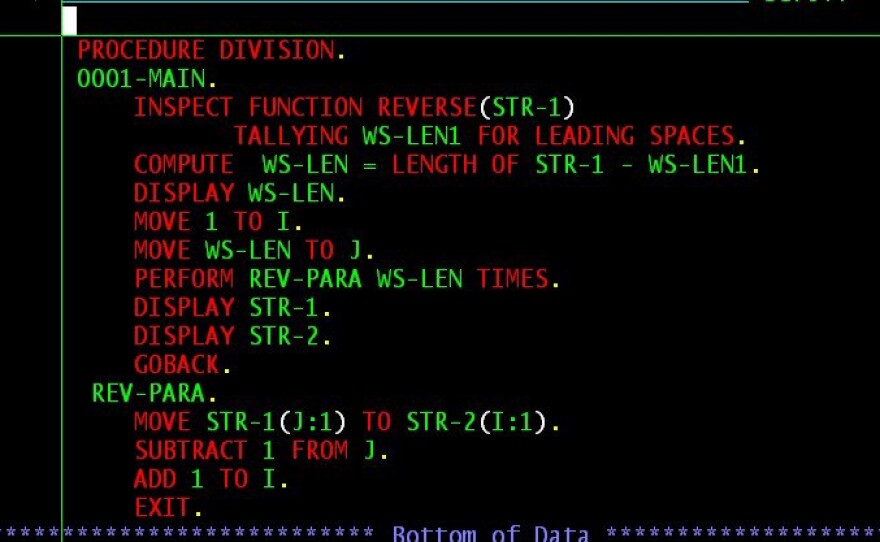 PROCEDURE DIVISION.
0001-MAIN.
INSPECT FUNCTION REVERSE(STR-1)
TALLYING WS-LEN1 FOR LEADING SPACES.
COMPUTE  WS-LEN = LENGTH OF STR-1 - WS-LEN1.
DISPLAY WS-LEN.
MOVE 1 TO I.
MOVE WS-LEN TO J.
PERFORM REV-PARA WS-LEN TIMES.
DISPLAY STR-1.
DISPLAY STR-2.
GOBACK.
REV-PARA.
MOVE STR-1(J:1) TO STR-2(I:1).
SUBTRACT 1 FROM J.
ADD 1 TO I.
EXIT.
************************** Bottom of Data *******************